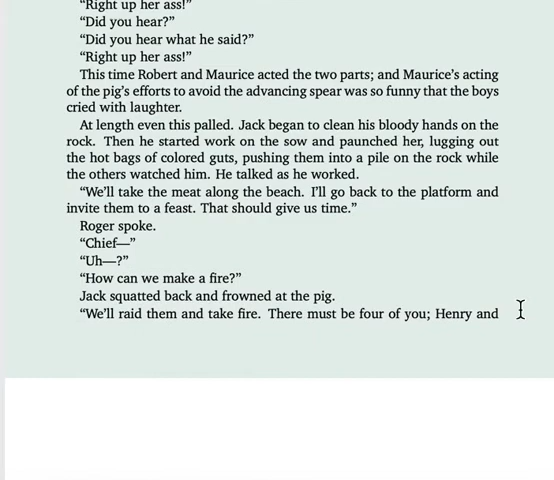 “Right up her ass!”
“Did you hear?”
“Did you hear what he said?”
“Right up her ass!”
This time Robert and Maurice acted the two parts; and Maurice’s acting
of the pig’s efforts to avoid the advancing spear was so funny that the boys
cried with laughter.
At length even this palled. Jack began to clean his bloody hands on the
rock. Then he started work on the sow and paunched her, lugging out
the hot bags of colored guts, pushing them into a pile on the rock while
the others watched him. He talked as he worked.
“We’ll take the meat along the beach. I’ll go back to the platform and
invite them to a feast. That should give us time.”
Roger spoke.
“Chief—”
“Uh—?”
“How can we make a fire?”
Jack squatted back and frowned at the pig.
“We’ll raid them and take fire. There must be four of you; Henry and